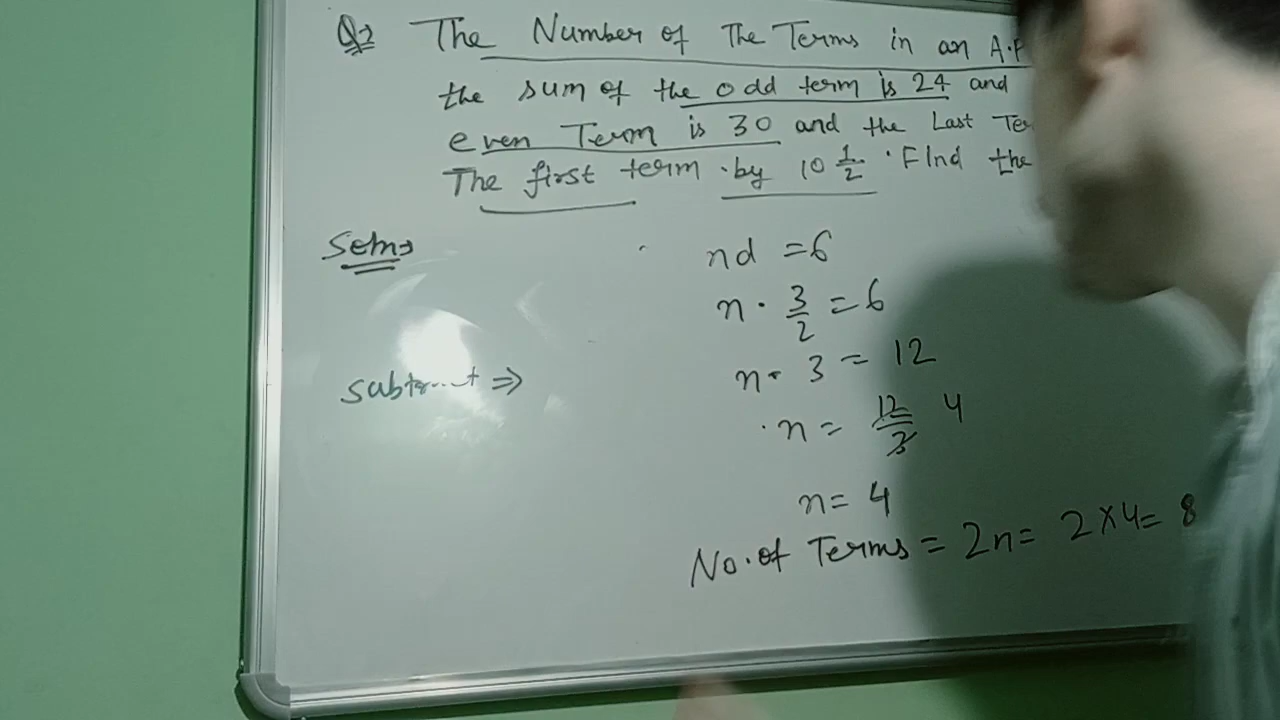 Q2 The Number of The Terms in an A.P
the sum of the odd term is 24 and
even Term is 30 and the Last Ter
The first term . by 10 1/2 . FInd the
Soln⇒
nd = 6
n . 3/2 = 6
n . 3 = 12
Subtract ⇒
. n = 12/3 4
n = 4
No. of Terms = 2n = 2 × 4 = 8